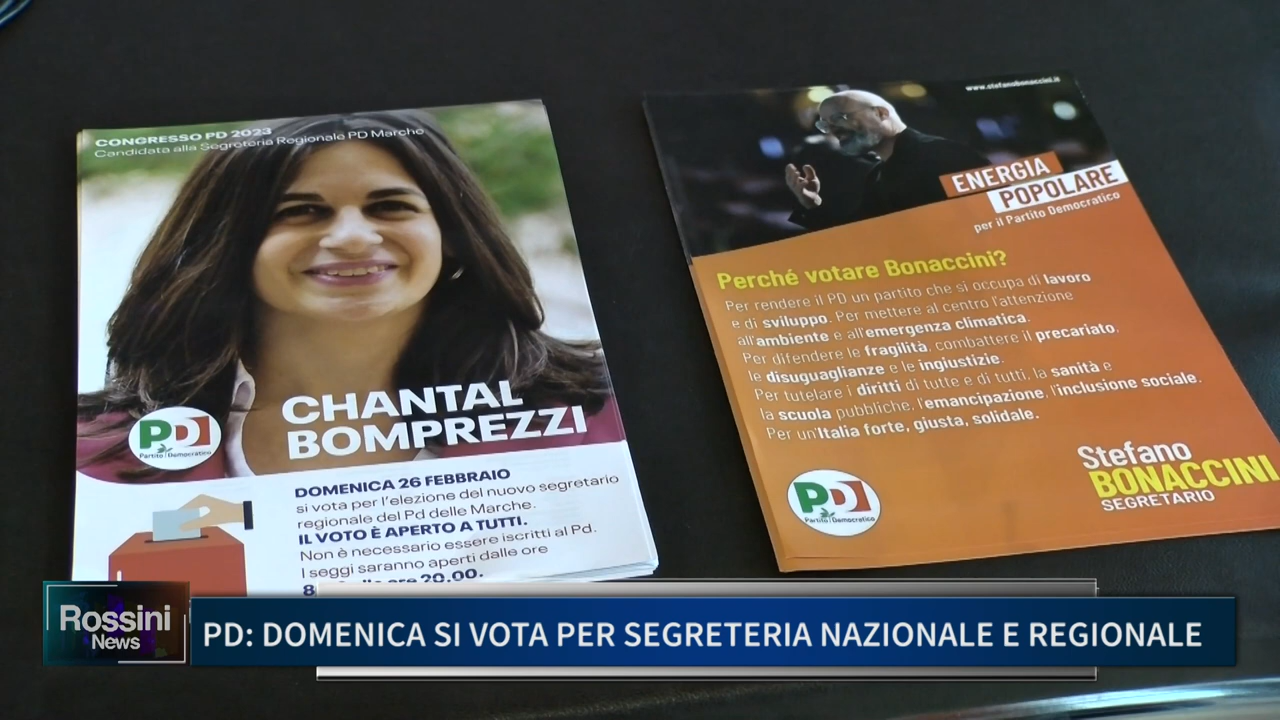 CONGRESSO PD 2023
Candidata alla Segreteria Regionale PD Marche
CHANTAL
BOMPREZZI
PD
Partito Democratico
DOMENICA 26 FEBBRAIO
si vota per l'elezione del nuovo segretario
regionale del Pd delle Marche.
IL VOTO È APERTO A TUTTI.
Non è necessario essere iscritti al Pd.
I seggi saranno aperti dalle ore
8 alle ore 20.00.
www.stefanobonaccini.it
ENERGIA
POPOLARE
per il Partito Democratico
Perché votare Bonaccini?
Per rendere il PD un partito che si occupa di lavoro
e di sviluppo. Per mettere al centro l'attenzione
all'ambiente e all'emergenza climatica.
Per difendere le fragilità, combattere il precariato,
le disuguaglianze e le ingiustizie.
Per tutelare i diritti di tutte e di tutti, la sanità e
la scuola pubbliche, l'emancipazione, l'inclusione sociale.
Per un'Italia forte, giusta, solidale.
PD
Partito Democratico
Stefano
BONACCINI
SEGRETARIO
Rossini
News
PD: DOMENICA SI VOTA PER SEGRETERIA NAZIONALE E REGIONALE